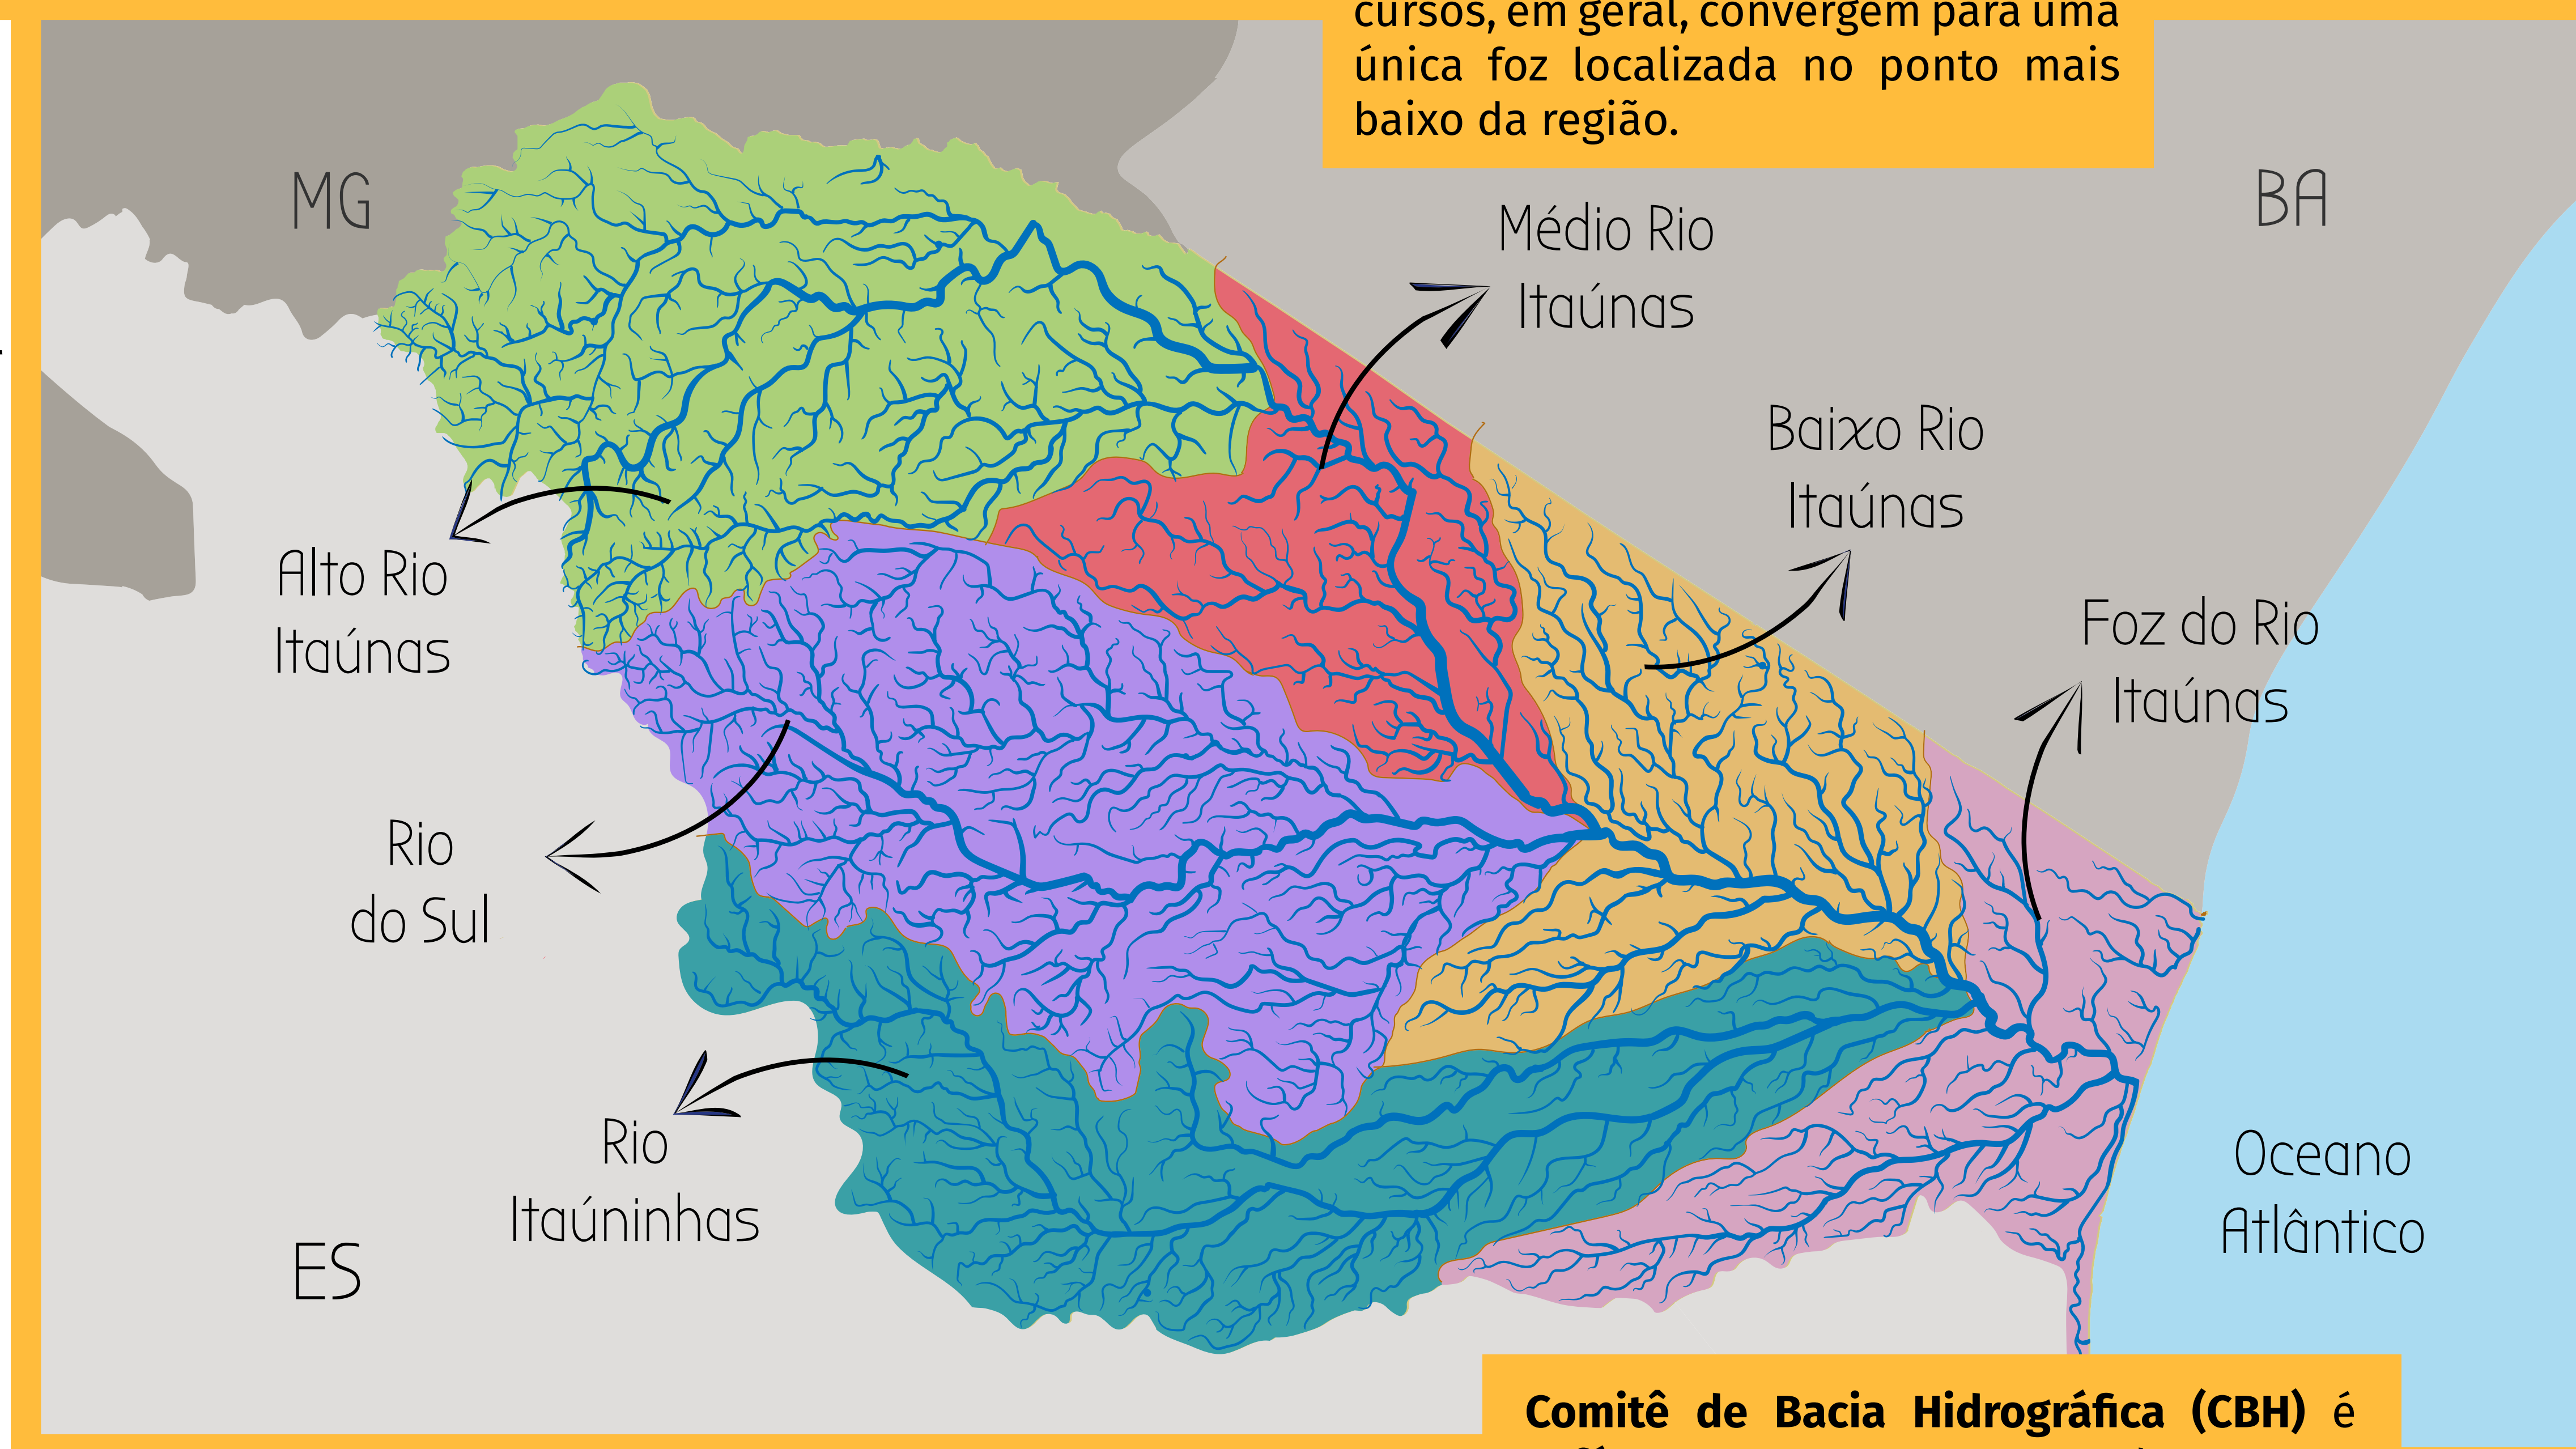 cursos, em geral, convergem para uma
única foz localizada no ponto mais
baixo da região.
MG
BA
Médio Rio
Itaúnas
Baixo Rio
Itaúnas
Alto Rio
Itaúnas
Foz do Rio
Itaúnas
Rio
do Sul
Rio
Itaúninhas
Oceano
Atlântico
ES
Comitê de Bacia Hidrográfica (CBH) é